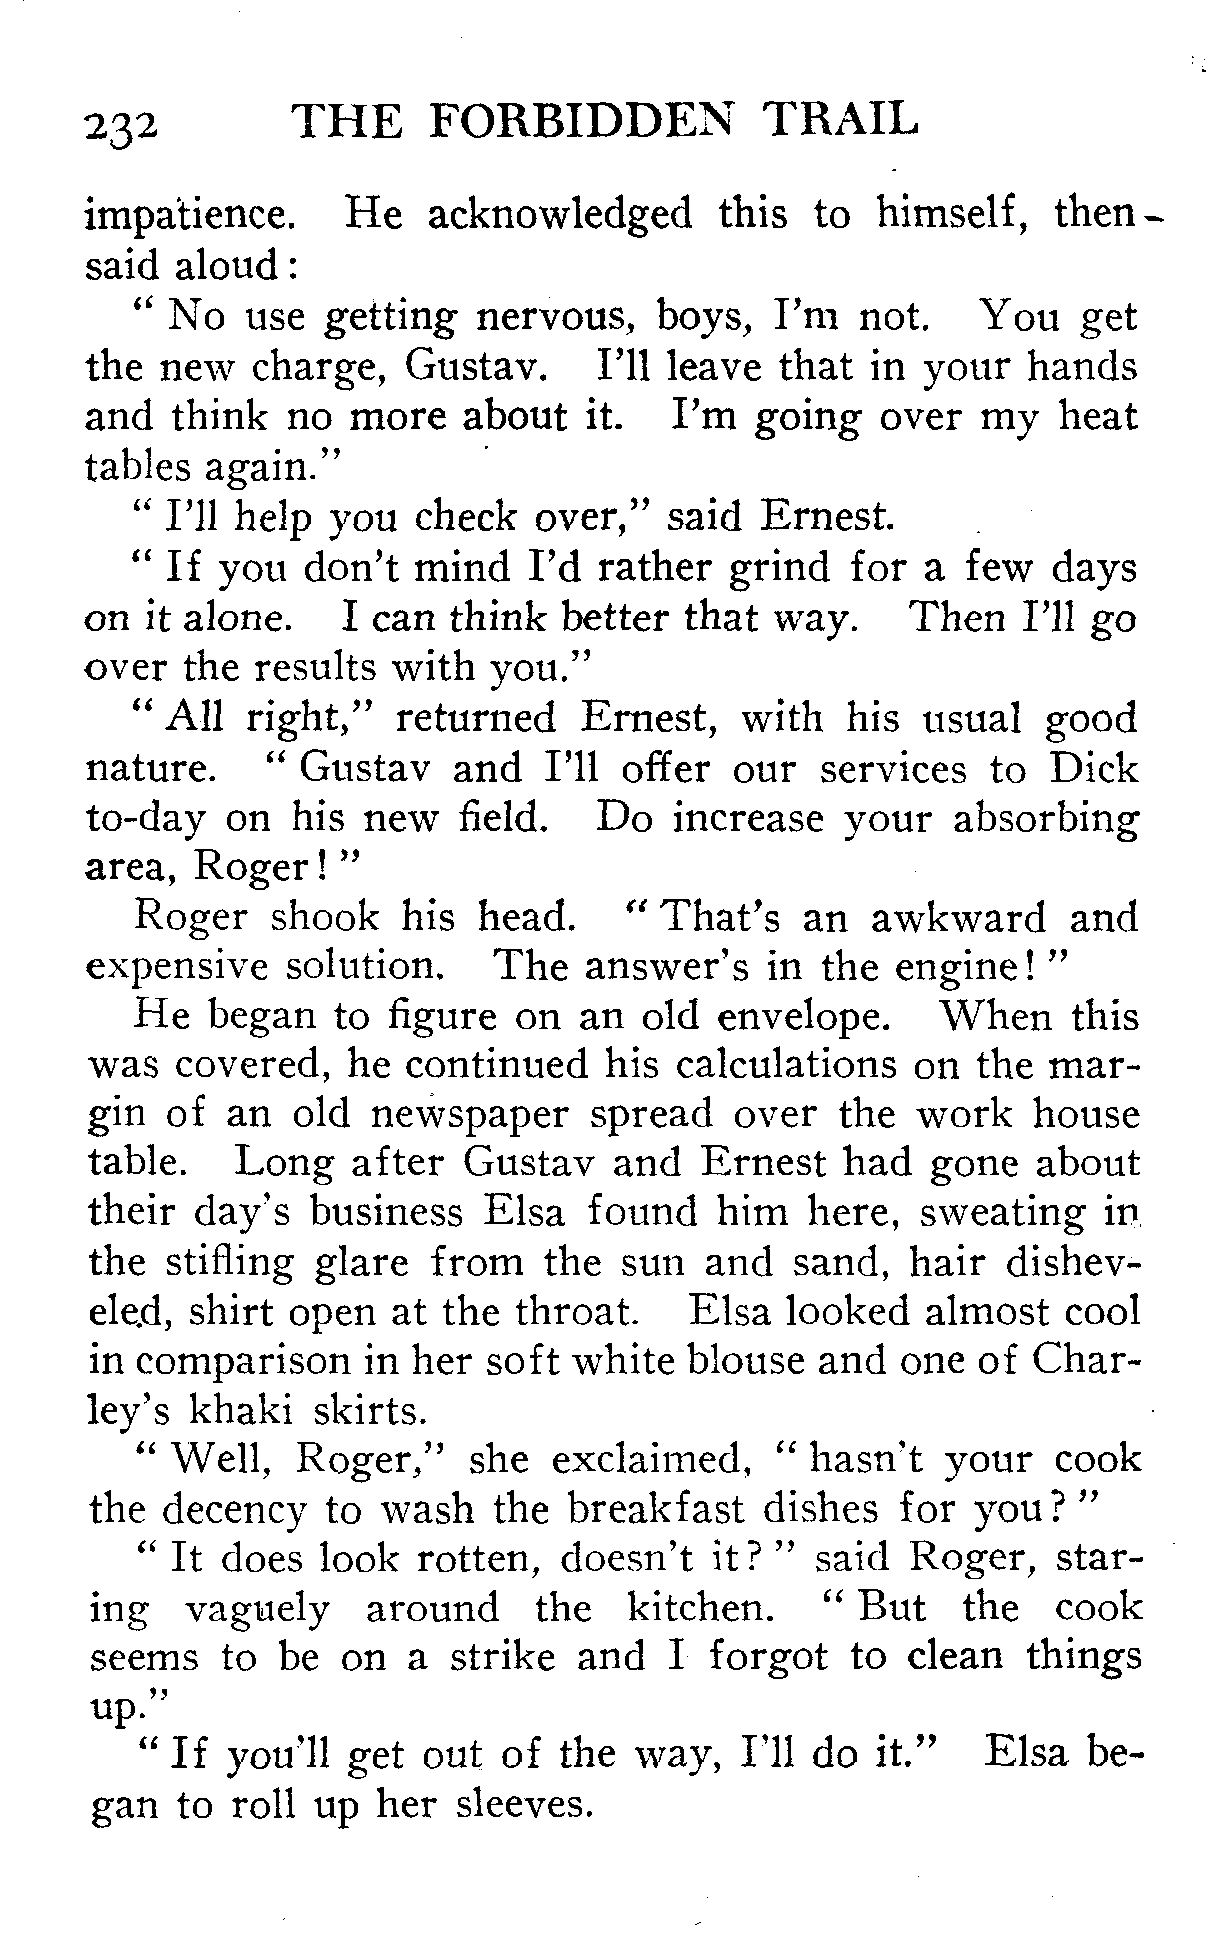 232 THE FORBIDDEN TRAIL
impatience. He acknowledged this to himself, then
said aloud:
" No use getting nervous, boys, I'm not. You get
the new charge, Gustav. I'll leave that in your hands
and think no more about it. I'm going over my heat
tables again."
" I'll help you check over," said Ernest.
" If you don't mind I'd rather grind for a few days
on it alone. I can think better that way. Then I'll go
over the results with you."
" All right," returned Ernest, with his usual good
nature. " Gustav and I'll offer our services to Dick
to-day on his new field. Do increase your absorbing
area, Roger! "
Roger shook his head. " That's an awkward and
expensive solution. The answer's in the engine! "
He began to figure on an old envelope. When this
was covered, he continued his calculations on the mar-
gin of an old newspaper spread over the work house
table. Long after Gustav and Ernest had gone about
their day's business Elsa found him here, sweating in
the stifling glare from the sun and sand, hair dishev-
eled, shirt open at the throat. Elsa looked almost cool
in comparison in her soft white blouse and one of Char-
ley's khaki skirts.
" Well, Roger," she exclaimed, " hasn't your cook
the decency to wash the breakfast dishes for you? "
" It does look rotten, doesn't it? " said Roger, star-
ing vaguely around the kitchen. " But the cook
seems to be on a strike and I forgot to clean things
up."
" If you'll get out of the way, I'll do it." Elsa be-
gan to roll up her sleeves.